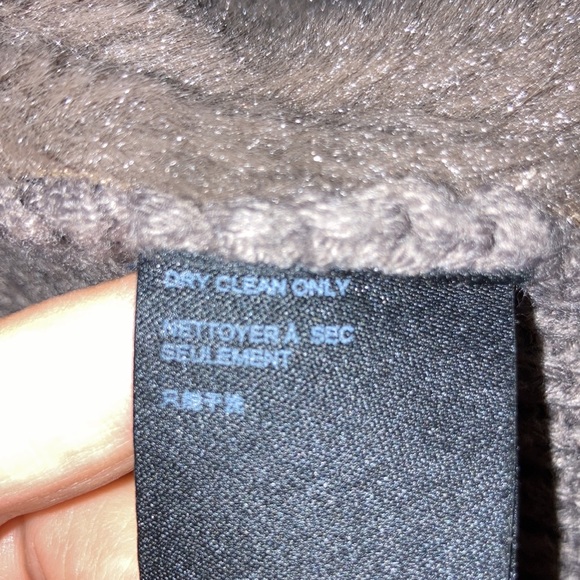 DRY CLEAN ONLY
NETTOYER À SEC
SEULEMENT
只能干洗